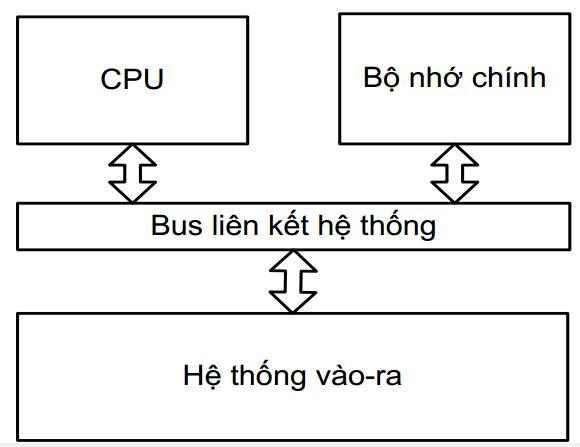 CPU
Bộ nhớ chính
Bus liên kết hệ thống
Hệ thống vào-ra